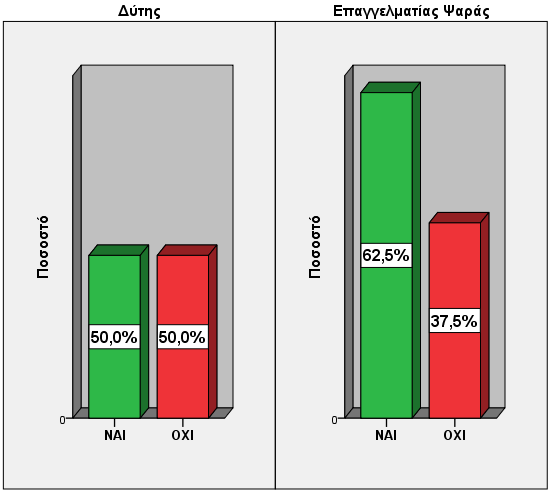 Δύτης
Ποσοστό
50,0%
50,0%
0
ΝΑΙ
ΟΧΙ
Επαγγελματίας Ψαράς
Ποσοστό
62,5%
37,5%
0
ΝΑΙ
ΟΧΙ